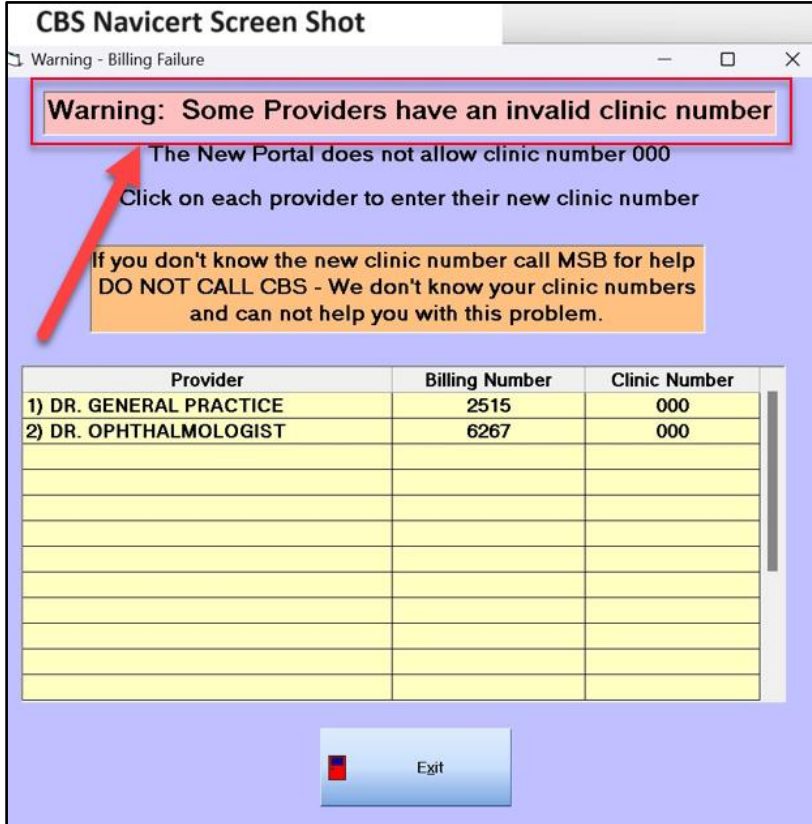 CBS Navicert Screen Shot
Warning - Billing Failure
Warning: Some Providers have an invalid clinic number
The New Portal does not allow clinic number 000
Click on each provider to enter their new clinic number
If you don't know the new clinic number call MSB for help
DO NOT CALL CBS - We don't know your clinic numbers
and can not help you with this problem.
Provider Billing Number Clinic Number
1) DR. GENERAL PRACTICE 2515 000
2) DR. OPHTHALMOLOGIST 6267 000
Exit